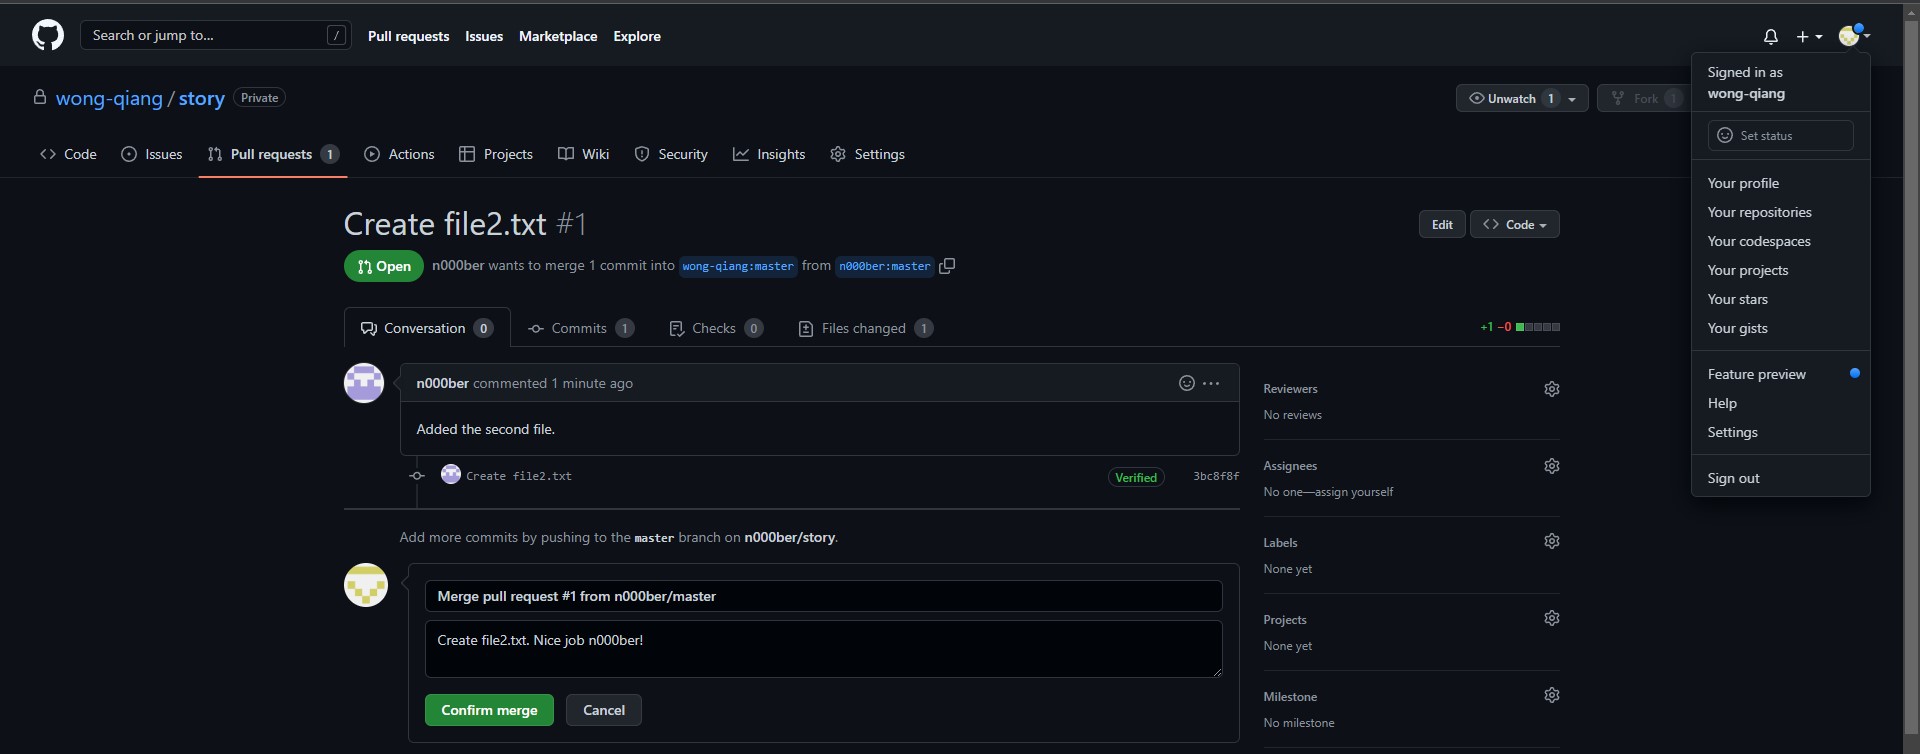 Search or jump to... /
Pull requests Issues Marketplace Explore
Signed in as
wong-qiang
Set status
Your profile
Your repositories
Your codespaces
Your projects
Your stars
Your gists
Feature preview
Help
Settings
Sign out
wong-qiang / story Private
Unwatch 1 Fork 1
Code Issues Pull requests 1 Actions Projects Wiki Security Insights Settings
Create file2.txt #1
Edit Code
Open n000ber wants to merge 1 commit into wong-qiang:master from n000ber:master
Conversation 0 Commits 1 Checks 0 Files changed 1
+1 −0
n000ber commented 1 minute ago
Added the second file.
Create file2.txt Verified 3bc8f8f
Add more commits by pushing to the master branch on n000ber/story.
Merge pull request #1 from n000ber/master
Create file2.txt. Nice job n000ber!
Confirm merge Cancel
Reviewers
No reviews
Assignees
No one—assign yourself
Labels
None yet
Projects
None yet
Milestone
No milestone